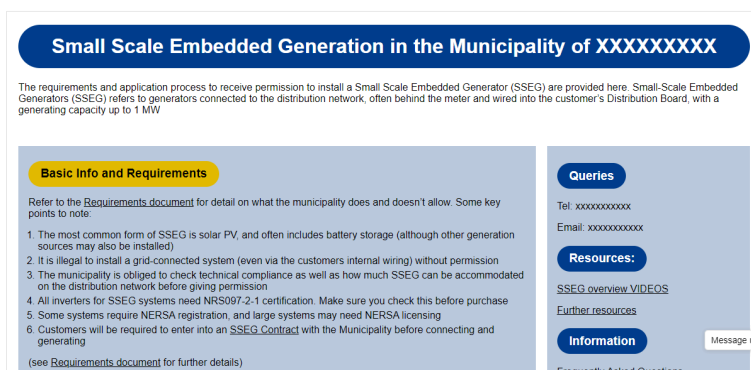 Small Scale Embedded Generation in the Municipality of XXXXXXXXX
The requirements and application process to receive permission to install a Small Scale Embedded Generator (SSEG) are provided here. Small-Scale Embedded
Generators (SSEG) refers to generators connected to the distribution network, often behind the meter and wired into the customer's Distribution Board, with a
generating capacity up to 1 MW
Basic Info and Requirements
Refer to the Requirements document for detail on what the municipality does and doesn't allow. Some key
points to note:
1. The most common form of SSEG is solar PV, and often includes battery storage (although other generation
sources may also be installed)
2. It is illegal to install a grid-connected system (even via the customers internal wiring) without permission
3. The municipality is obliged to check technical compliance as well as how much SSEG can be accommodated
on the distribution network before giving permission
4. All inverters for SSEG systems need NRS097-2-1 certification. Make sure you check this before purchase
5. Some systems require NERSA registration, and large systems may need NERSA licensing
6. Customers will be required to enter into an SSEG Contract with the Municipality before connecting and
generating
(see Requirements document for further details)
Queries
Tel: xxxxxxxxxxx
Email: xxxxxxxxxxx
Resources:
SSEG overview VIDEOS
Further resources
Information
Message
Frequently Asked Questions